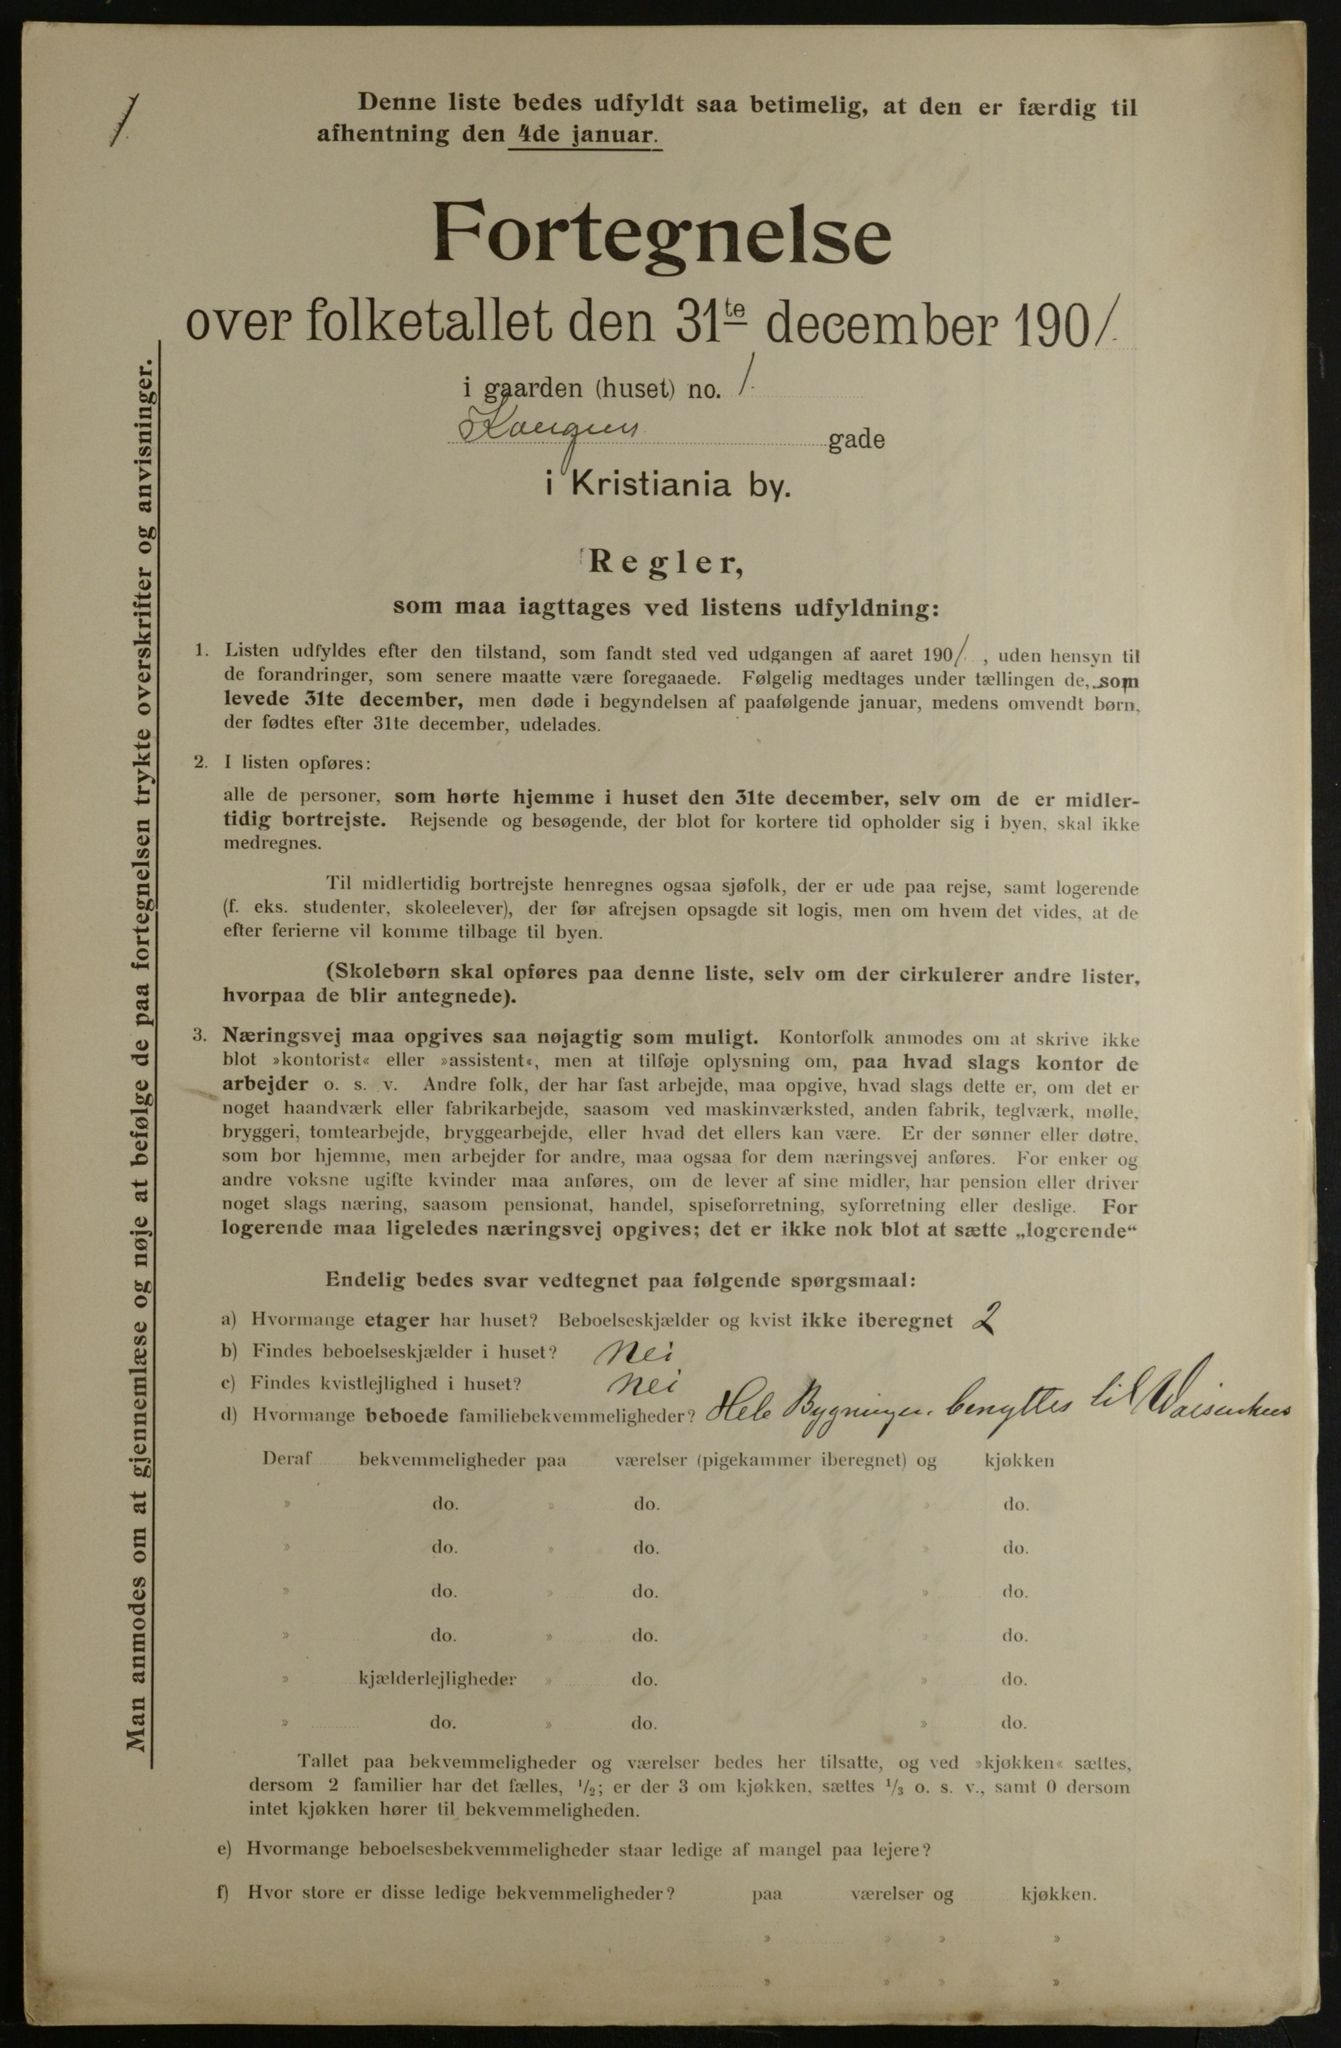 1
Denne liste bedes udfyldt saa betimelig, at den er færdig til
afhentning den 4de januar.
Fortegnelse
over folketallet den 31te december 1901.
i gaarden (huset) no. 1.
Kongens gade
i Kristiania by.
Regler,
som maa iagttages ved listens udfyldning:
1. Listen udfyldes efter den tilstand, som fandt sted ved udgangen af aaret 190/ , uden hensyn til
de forandringer, som senere maatte være foregaaede. Følgelig medtages under tællingen de, som
levede 31te december, men døde i begyndelsen af paafølgende januar, medens omvendt børn,
der fødtes efter 31te december, udelades.
2. I listen opføres:
alle de personer, som hørte hjemme i huset den 31te december, selv om de er midler-
tidig bortrejste. Rejsende og besøgende, der blot for kortere tid opholder sig i byen, skal ikke
medregnes.
Til midlertidig bortrejste henregnes ogsaa sjøfolk, der er ude paa rejse, samt logerende
(f. eks. studenter, skoleelever), der før afrejsen opsagde sit logis, men om hvem det vides, at de
efter ferierne vil komme tilbage til byen.
(Skolebørn skal opføres paa denne liste, selv om der cirkulerer andre lister,
hvorpaa de blir antegnede).
3. Næringsvej maa opgives saa nøjagtig som muligt. Kontorfolk anmodes om at skrive ikke
blot »kontorist« eller »assistent«, men at tilføje oplysning om, paa hvad slags kontor de
arbejder o. s. v. Andre folk, der har fast arbejde, maa opgive, hvad slags dette er, om det er
noget haandværk eller fabrikarbejde, saasom ved maskinværksted, anden fabrik, teglværk, mølle,
bryggeri, tomtearbejde, bryggearbejde, eller hvad det ellers kan være. Er der sønner eller døtre,
som bor hjemme, men arbejder for andre, maa ogsaa for dem næringsvej anføres. For enker og
andre voksne ugifte kvinder maa anføres, om de lever af sine midler, har pension eller driver
noget slags næring, saasom pensionat, handel, spiseforretning, syforretning eller deslige. For
logerende maa ligeledes næringsvej opgives; det er ikke nok blot at sætte „logerende“
Endelig bedes svar vedtegnet paa følgende spørgsmaal:
a) Hvormange etager har huset? Beboelseskjælder og kvist ikke iberegnet 2
b) Findes beboelseskjælder i huset? Nei
c) Findes kvistlejlighed i huset? Nei
d) Hvormange beboede familiebekvemmeligheder? Hele Bygningen benyttes til Waisenhus
Deraf bekvemmeligheder paa værelser (pigekammer iberegnet) og kjøkken
» do. » do. » do.
» do. » do. » do.
» do. » do. » do.
» do. » do. » do.
» kjælderlejligheder » do. » do.
» do. » do. » do.
Tallet paa bekvemmeligheder og værelser bedes her tilsatte, og ved »kjøkken« sættes,
dersom 2 familier har det fælles, 1/2; er der 3 om kjøkken, sættes 1/3 o. s. v., samt 0 dersom
intet kjøkken hører til bekvemmeligheden.
e) Hvormange beboelsesbekvemmeligheder staar ledige af mangel paa lejere?
f) Hvor store er disse ledige bekvemmeligheder? paa værelser og kjøkken.
» » » »
» » » »
Man anmodes om at gjennemlæse og nøje at befølge de paa fortegnelsen trykte overskrifter og anvisninger.